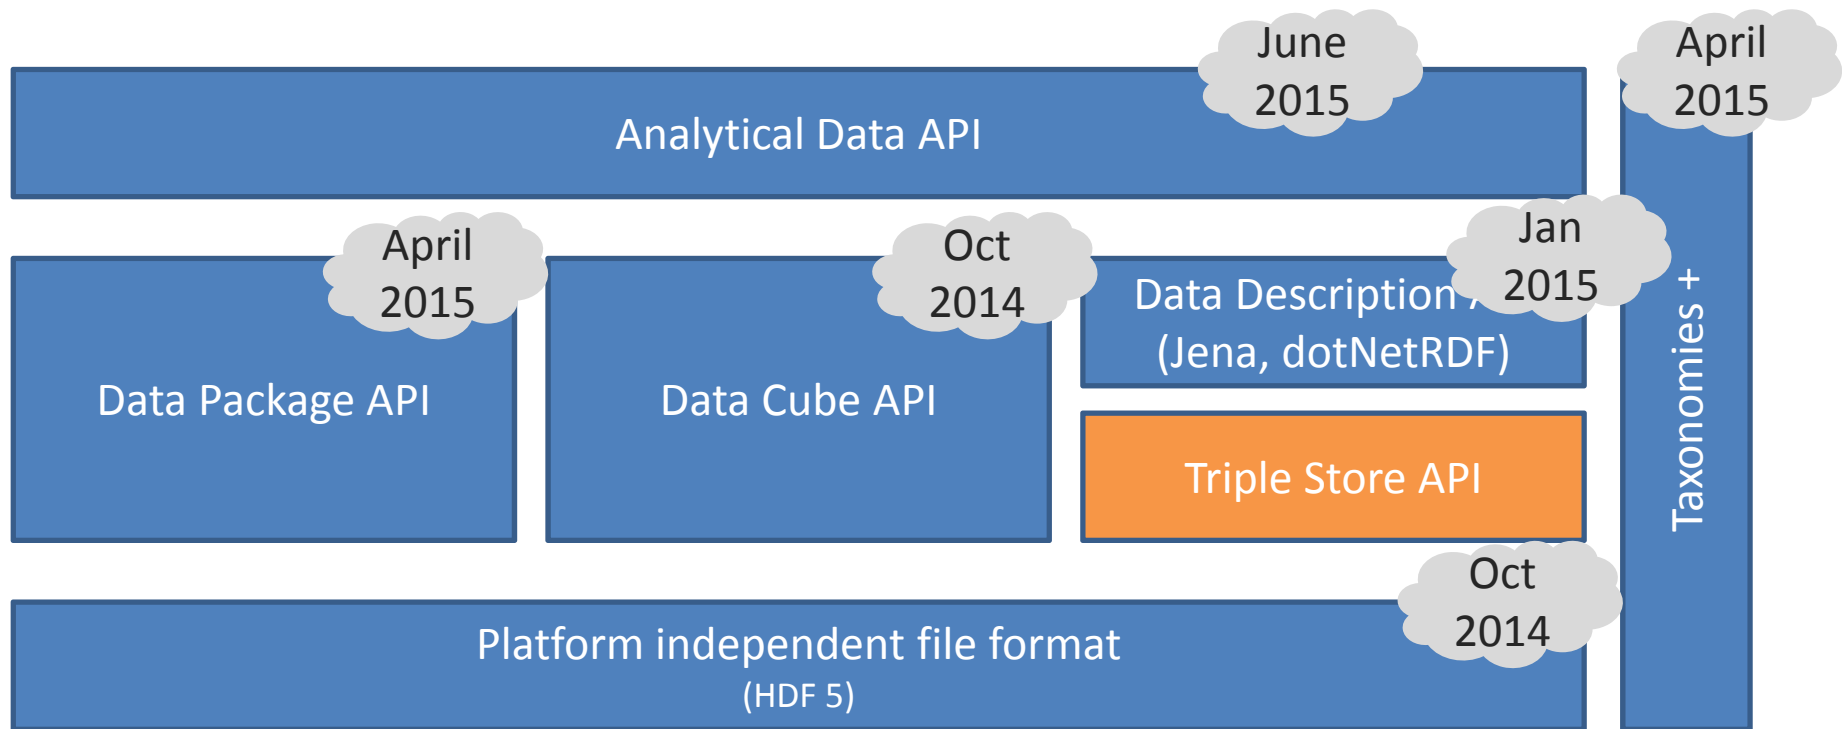 June
2015
April
2015
Analytical Data API
April
2015
Oct
2014
Jan
2015
Data Package API
Data Cube API
Data Description
(Jena, dotNetRDF)
Triple Store API
Taxonomies +
Oct
2014
Platform independent file format
(HDF 5)